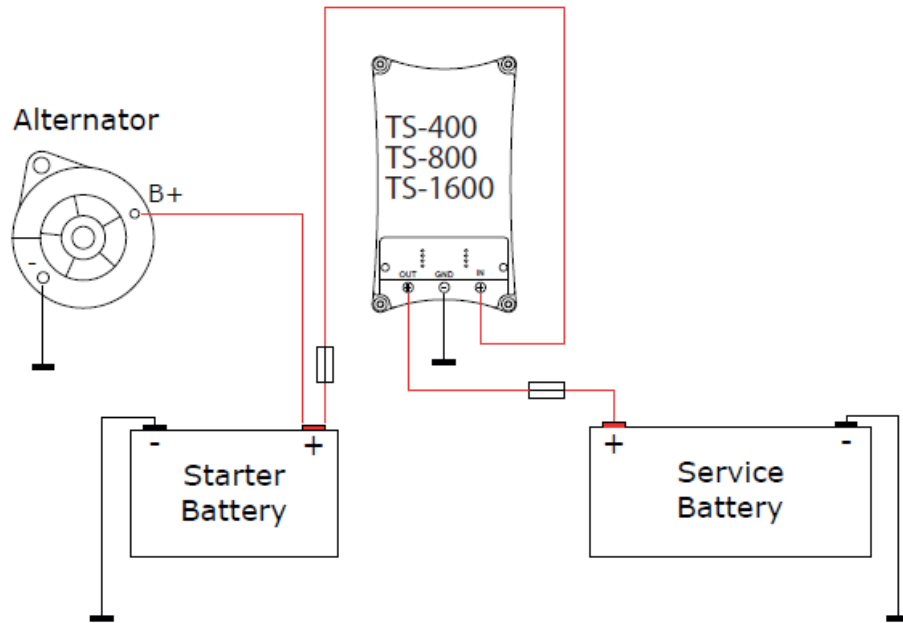 Alternator
B+
-
TS-400
TS-800
TS-1600
OUT GND IN
- +
Starter
Battery
+ -
Service
Battery